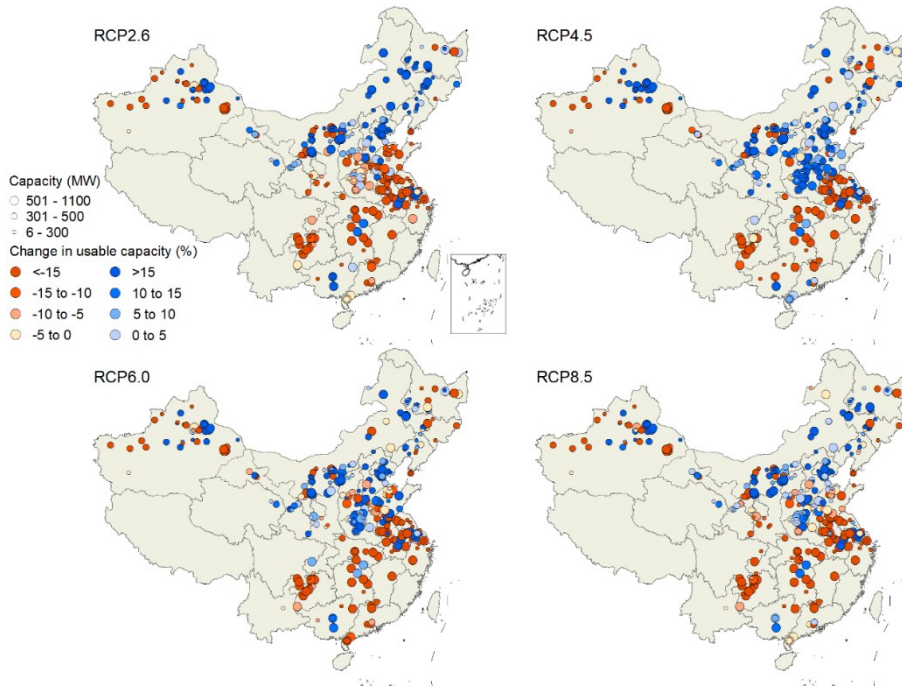 RCP2.6
RCP4.5
Capacity (MW)
501 - 1100
301 - 500
6 - 300
Change in usable capacity (%)
<-15
>15
-15 to -10
10 to 15
-10 to -5
5 to 10
-5 to 0
0 to 5
RCP6.0
RCP8.5